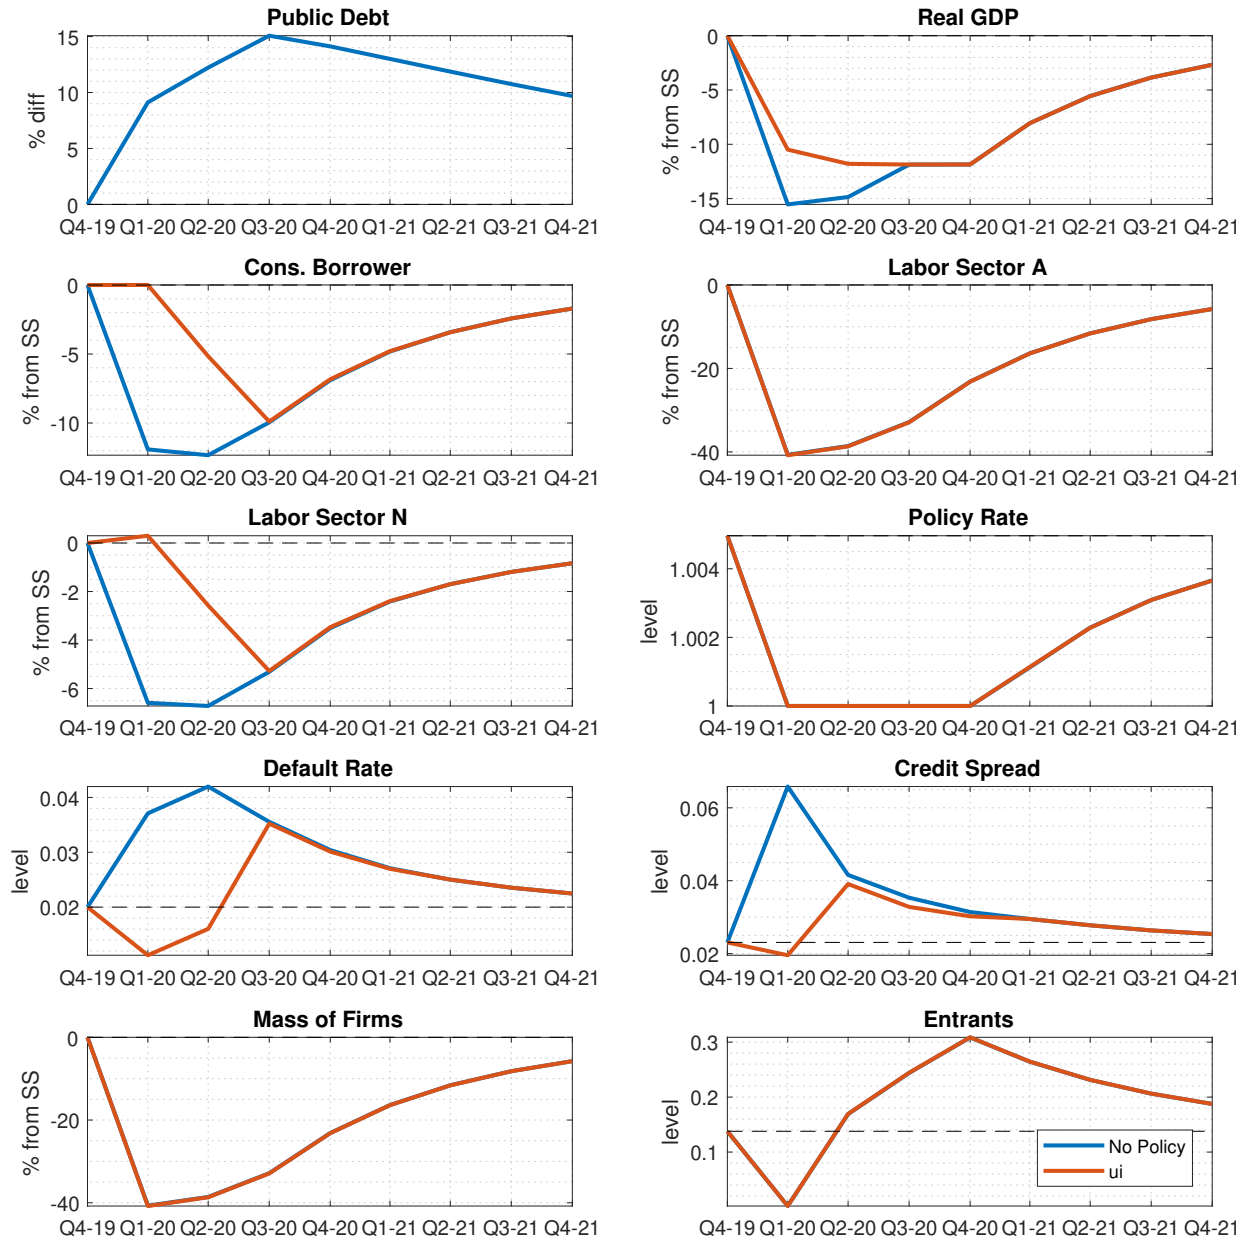 Public Debt
15
10
5
0
% diff
Q4-19 Q1-20 Q2-20 Q3-20 Q4-20 Q1-21 Q2-21 Q3-21 Q4-21
Real GDP
0
-5
-10
-15
% from SS
Q4-19 Q1-20 Q2-20 Q3-20 Q4-20 Q1-21 Q2-21 Q3-21 Q4-21
Cons. Borrower
0
-5
-10
% from SS
Q4-19 Q1-20 Q2-20 Q3-20 Q4-20 Q1-21 Q2-21 Q3-21 Q4-21
Labor Sector A
0
-20
-40
% from SS
Q4-19 Q1-20 Q2-20 Q3-20 Q4-20 Q1-21 Q2-21 Q3-21 Q4-21
Labor Sector N
0
-2
-4
-6
% from SS
Q4-19 Q1-20 Q2-20 Q3-20 Q4-20 Q1-21 Q2-21 Q3-21 Q4-21
Policy Rate
1.004
1.002
1
level
Q4-19 Q1-20 Q2-20 Q3-20 Q4-20 Q1-21 Q2-21 Q3-21 Q4-21
Default Rate
0.04
0.03
0.02
level
Q4-19 Q1-20 Q2-20 Q3-20 Q4-20 Q1-21 Q2-21 Q3-21 Q4-21
Credit Spread
0.06
0.04
0.02
level
Q4-19 Q1-20 Q2-20 Q3-20 Q4-20 Q1-21 Q2-21 Q3-21 Q4-21
Mass of Firms
0
-20
-40
% from SS
Q4-19 Q1-20 Q2-20 Q3-20 Q4-20 Q1-21 Q2-21 Q3-21 Q4-21
Entrants
0.3
0.2
0.1
level
No Policy
ui
Q4-19 Q1-20 Q2-20 Q3-20 Q4-20 Q1-21 Q2-21 Q3-21 Q4-21